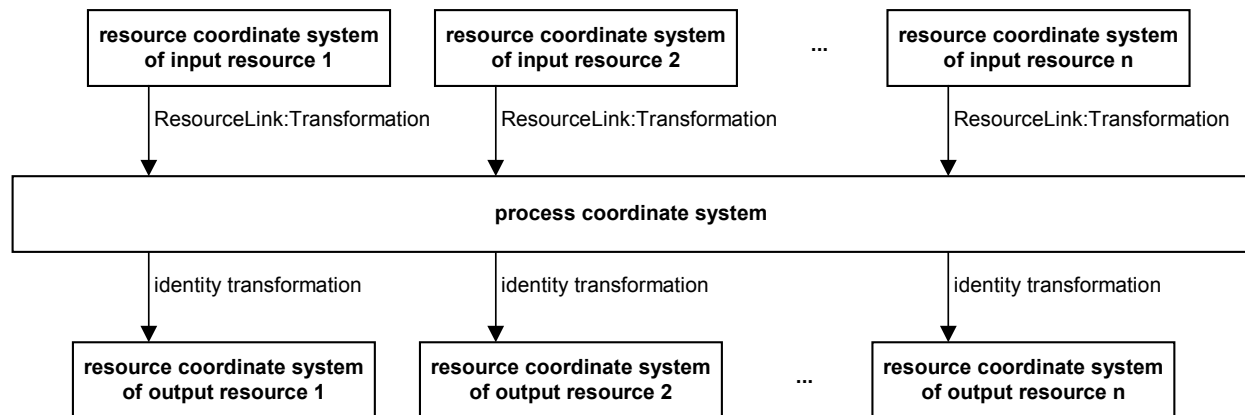 resource coordinate system
of input resource 1
resource coordinate system
of input resource 2
...
resource coordinate system
of input resource n
ResourceLink:Transformation
ResourceLink:Transformation
ResourceLink:Transformation
process coordinate system
identity transformation
identity transformation
identity transformation
resource coordinate system
of output resource 1
resource coordinate system
of output resource 2
...
resource coordinate system
of output resource n